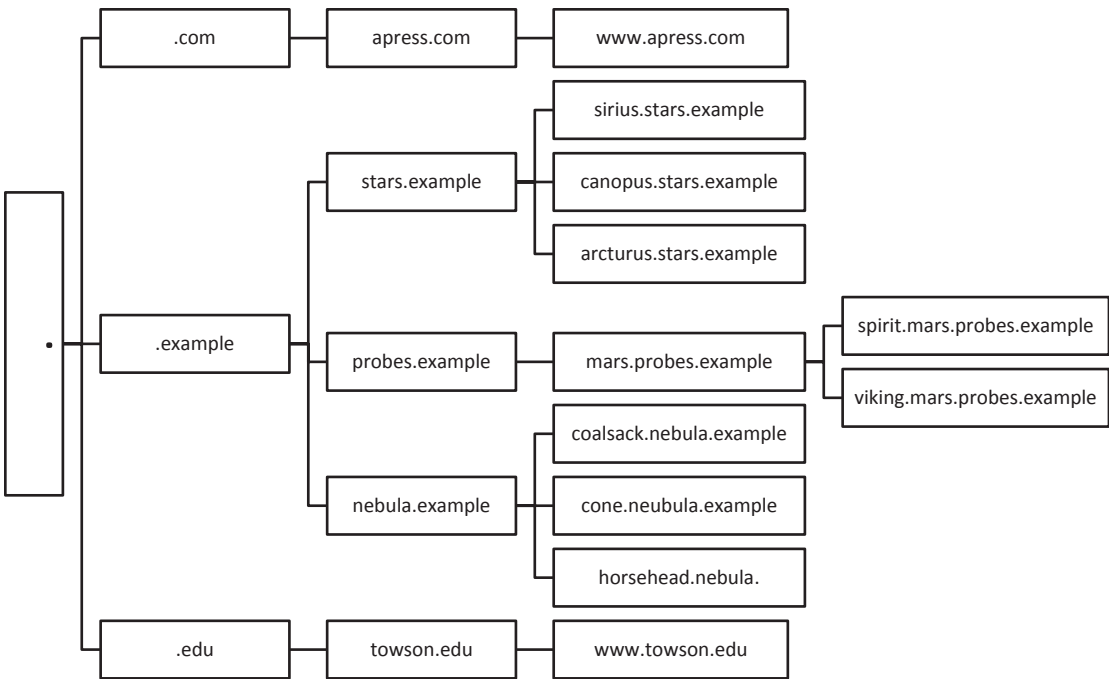 .com
apress.com
www.apress.com
sirius.stars.example
stars.example
canopus.stars.example
arcturus.stars.example
.
.example
probes.example
mars.probes.example
spirit.mars.probes.example
viking.mars.probes.example
coalsack.nebula.example
nebula.example
cone.neubula.example
horsehead.nebula.
.edu
towson.edu
www.towson.edu